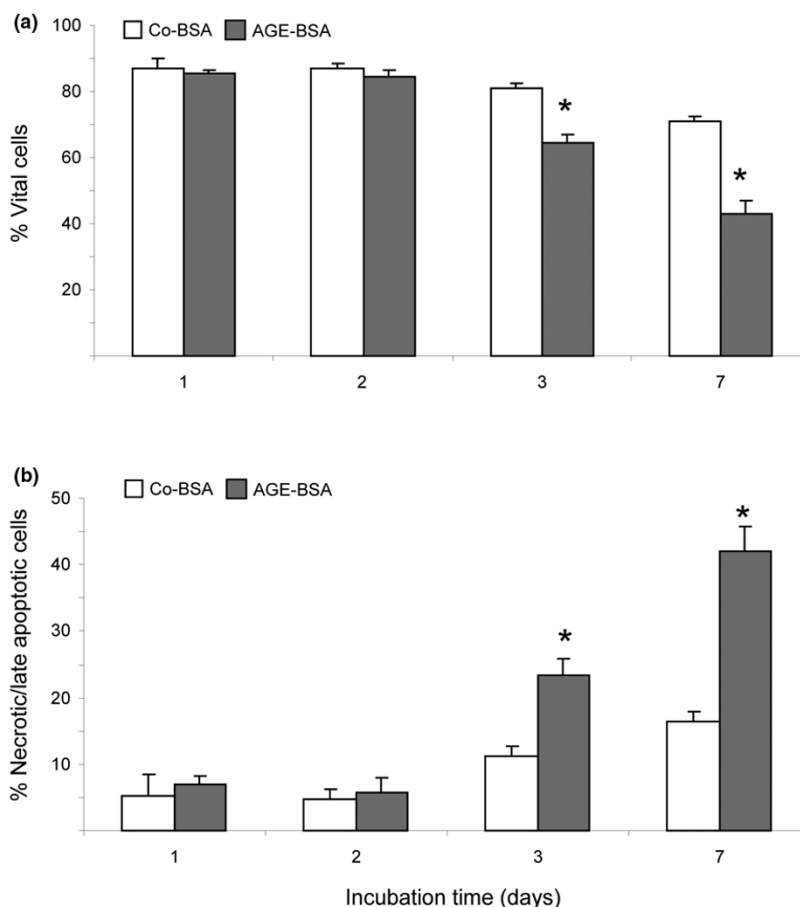 (a)
Co-BSA AGE-BSA
% Vital cells
100
80
60
40
20
*
*
1 2 3 7
(b)
Co-BSA AGE-BSA
% Necrotic/late apoptotic cells
50
40
30
20
10
*
*
1 2 3 7
Incubation time (days)